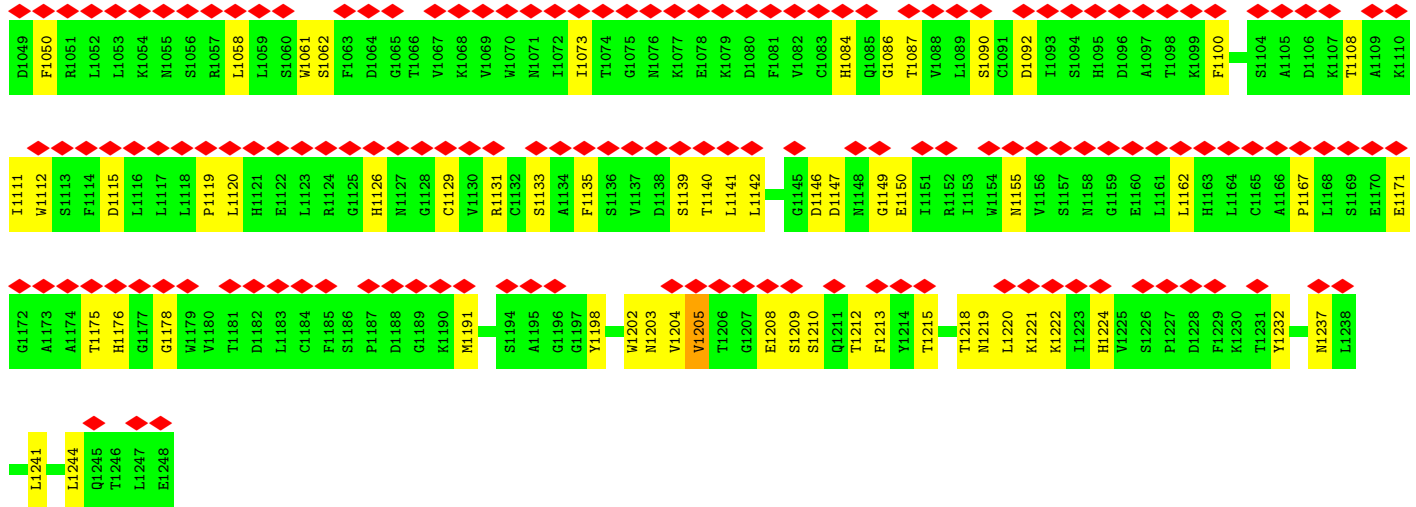 D1049 F1050 R1051 L1052 L1053 K1054 N1055 S1056 R1057 L1058 L1059 S1060 W1061 S1062 F1063 D1064 G1065 T1066 V1067 K1068 V1069 W1070 N1071 I1072 I1073 T1074 G1075 N1076 K1077 E1078 K1079 D1080 F1081 V1082 C1083 H1084 Q1085 G1086 T1087 V1088 L1089 S1090 C1091 D1092 I1093 S1094 H1095 D1096 A1097 T1098 K1099 F1100 S1104 A1105 D1106 K1107 T1108 A1109 K1110
I1111 W1112 S1113 F1114 D1115 L1116 L1117 L1118 P1119 L1120 H1121 E1122 L1123 R1124 G1125 H1126 N1127 G1128 C1129 V1130 R1131 C1132 S1133 A1134 F1135 S1136 V1137 D1138 S1139 T1140 L1141 L1142 G1145 D1146 D1147 N1148 G1149 E1150 I1151 R1152 I1153 W1154 N1155 V1156 S1157 N1158 G1159 E1160 L1161 L1162 H1163 L1164 C1165 A1166 P1167 L1168 S1169 E1170 E1171
G1172 A1173 A1174 T1175 H1176 G1177 G1178 W1179 V1180 T1181 D1182 L1183 C1184 F1185 S1186 P1187 D1188 G1189 K1190 M1191 S1194 A1195 G1196 G1197 Y1198 W1202 N1203 V1204 V1205 T1206 G1207 E1208 S1209 S1210 Q1211 T1212 F1213 Y1214 T1215 T1218 N1219 L1220 K1221 K1222 I1223 H1224 V1225 S1226 P1227 D1228 F1229 K1230 T1231 Y1232 N1237 L1238
L1241 L1244 Q1245 T1246 L1247 E1248